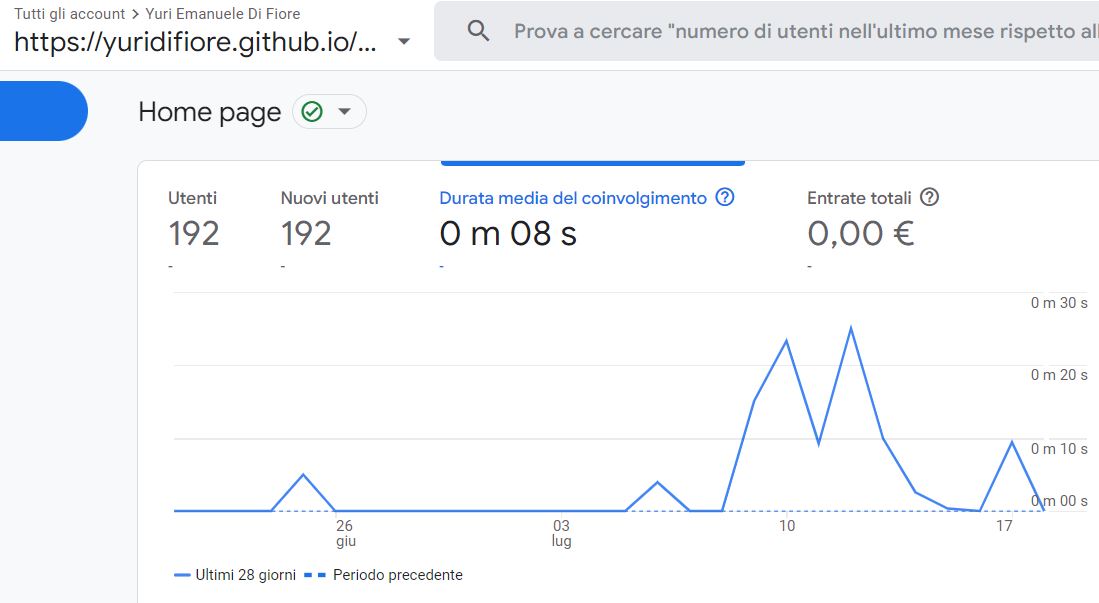 Tutti gli account > Yuri Emanuele Di Fiore
https://yuridifiore.github.io/...
Prova a cercare "numero di utenti nell'ultimo mese rispetto all
Home page
Utenti
192
-
Nuovi utenti
192
-
Durata media del coinvolgimento
0 m 08 s
-
Entrate totali
0,00 €
-
0 m 30 s
0 m 20 s
0 m 10 s
0 m 00 s
26
giu
03
lug
10
17
Ultimi 28 giorni
Periodo precedente